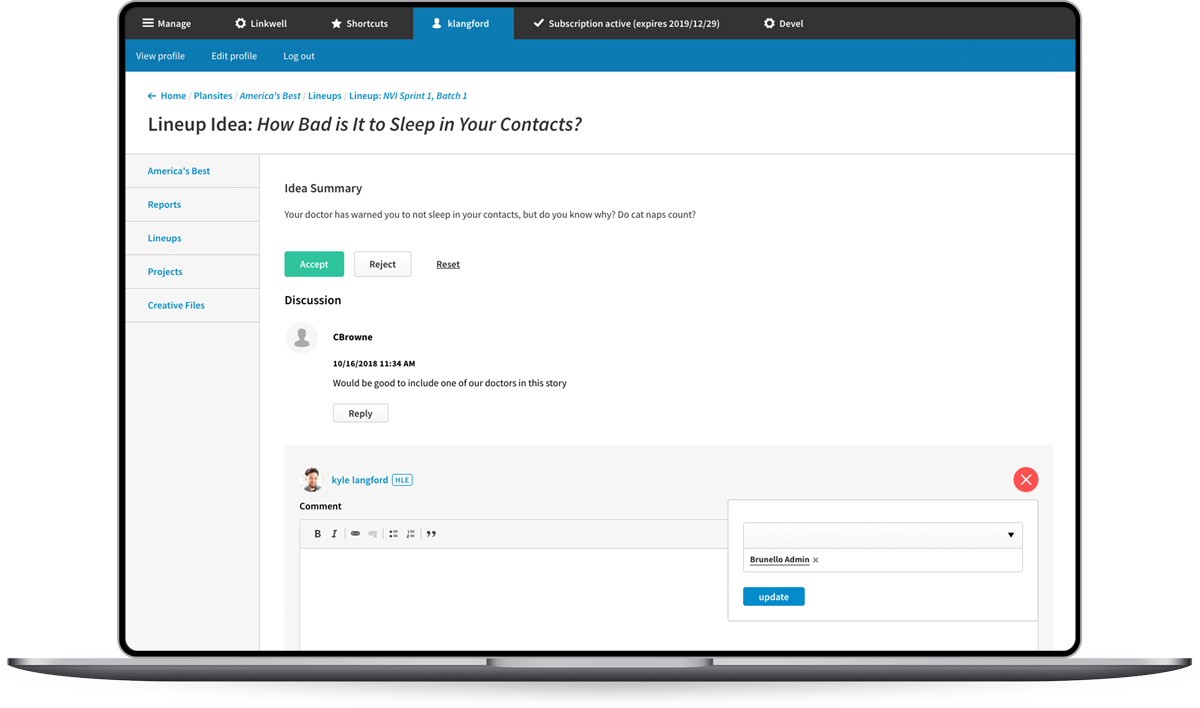 Manage Linkwell Shortcuts klangford Subscription active (expires 2019/12/29) Devel
View profile Edit profile Log out
← Home / Plansites / America's Best / Lineups / Lineup: NVI Sprint 1, Batch 1
Lineup Idea: How Bad is It to Sleep in Your Contacts?
America's Best
Reports
Lineups
Projects
Creative Files
Idea Summary
Your doctor has warned you to not sleep in your contacts, but do you know why? Do cat naps count?
Accept Reject Reset
Discussion
CBrowne
10/16/2018 11:34 AM
Would be good to include one of our doctors in this story
Reply
kyle langford HLE
Comment
B I
Brunello Admin ×
update